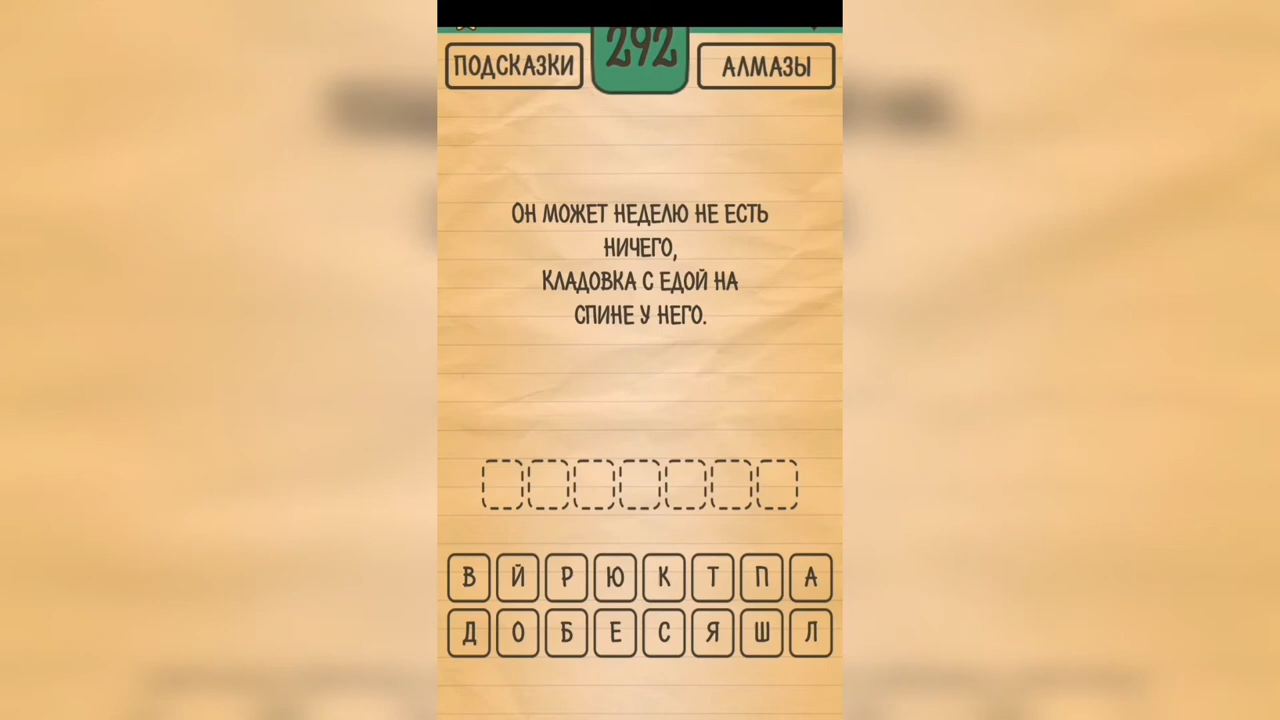 292
ПОДСКАЗКИ
АЛМАЗЫ
ОН МОЖЕТ НЕДЕЛЮ НЕ ЕСТЬ
НИЧЕГО,
КЛАДОВКА С ЕДОЙ НА
СПИНЕ У НЕГО.
В Й Р Ю К Т П А
Д О Б Е С Я Ш Л